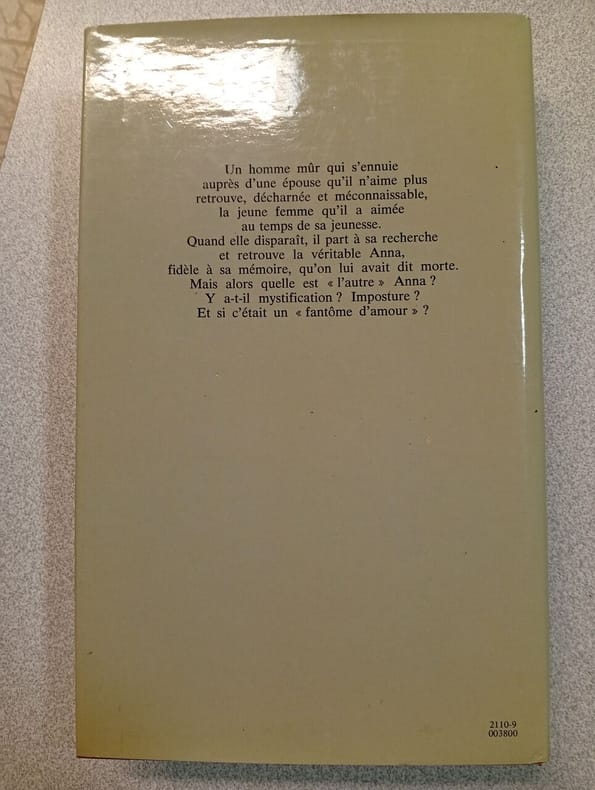 Un homme mûr qui s'ennuie
auprès d'une épouse qu'il n'aime plus
retrouve, décharnée et méconnaissable,
la jeune femme qu'il a aimée
au temps de sa jeunesse.
Quand elle disparaît, il part à sa recherche
et retrouve la véritable Anna,
fidèle à sa mémoire, qu'on lui avait dit morte.
Mais alors quelle est « l'autre » Anna ?
Y a-t-il mystification ? Imposture ?
Et si c'était un « fantôme d'amour » ?
2110-9
003800